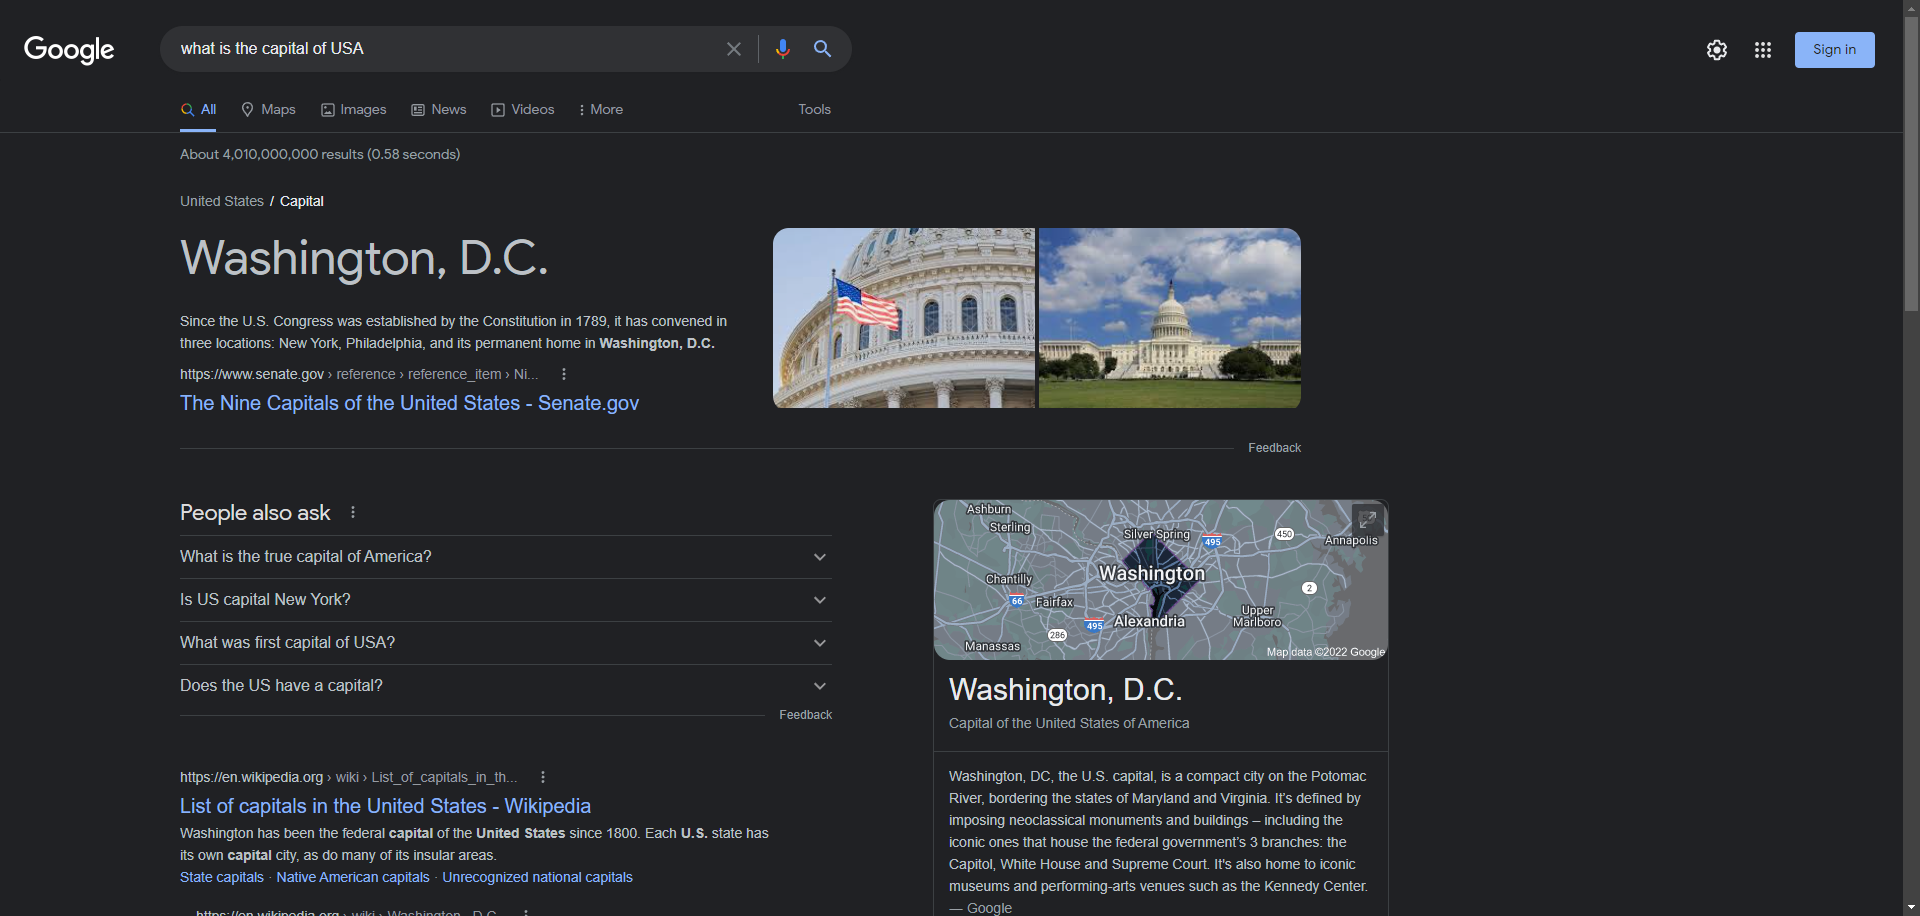 Google
what is the capital of USA
Sign in
All
Maps
Images
News
Videos
More
Tools
About 4,010,000,000 results (0.58 seconds)
United States / Capital
Washington, D.C.
Since the U.S. Congress was established by the Constitution in 1789, it has convened in
three locations: New York, Philadelphia, and its permanent home in Washington, D.C.
https://www.senate.gov › reference › reference_item › Ni...
The Nine Capitals of the United States - Senate.gov
Feedback
People also ask
What is the true capital of America?
Is US capital New York?
What was first capital of USA?
Does the US have a capital?
Feedback
https://en.wikipedia.org › wiki › List_of_capitals_in_th...
List of capitals in the United States - Wikipedia
Washington has been the federal capital of the United States since 1800. Each U.S. state has
its own capital city, as do many of its insular areas.
State capitals · Native American capitals · Unrecognized national capitals
https://en.wikipedia.org › wiki › Washington,_D.C.
Ashburn
Sterling
Silver Spring
495
450
Annapolis
Chantilly
Washington
2
66
Fairfax
Upper
Marlboro
495
Alexandria
286
Manassas
Map data ©2022 Google
Washington, D.C.
Capital of the United States of America
Washington, DC, the U.S. capital, is a compact city on the Potomac
River, bordering the states of Maryland and Virginia. It's defined by
imposing neoclassical monuments and buildings – including the
iconic ones that house the federal government's 3 branches: the
Capitol, White House and Supreme Court. It's also home to iconic
museums and performing-arts venues such as the Kennedy Center.
— Google